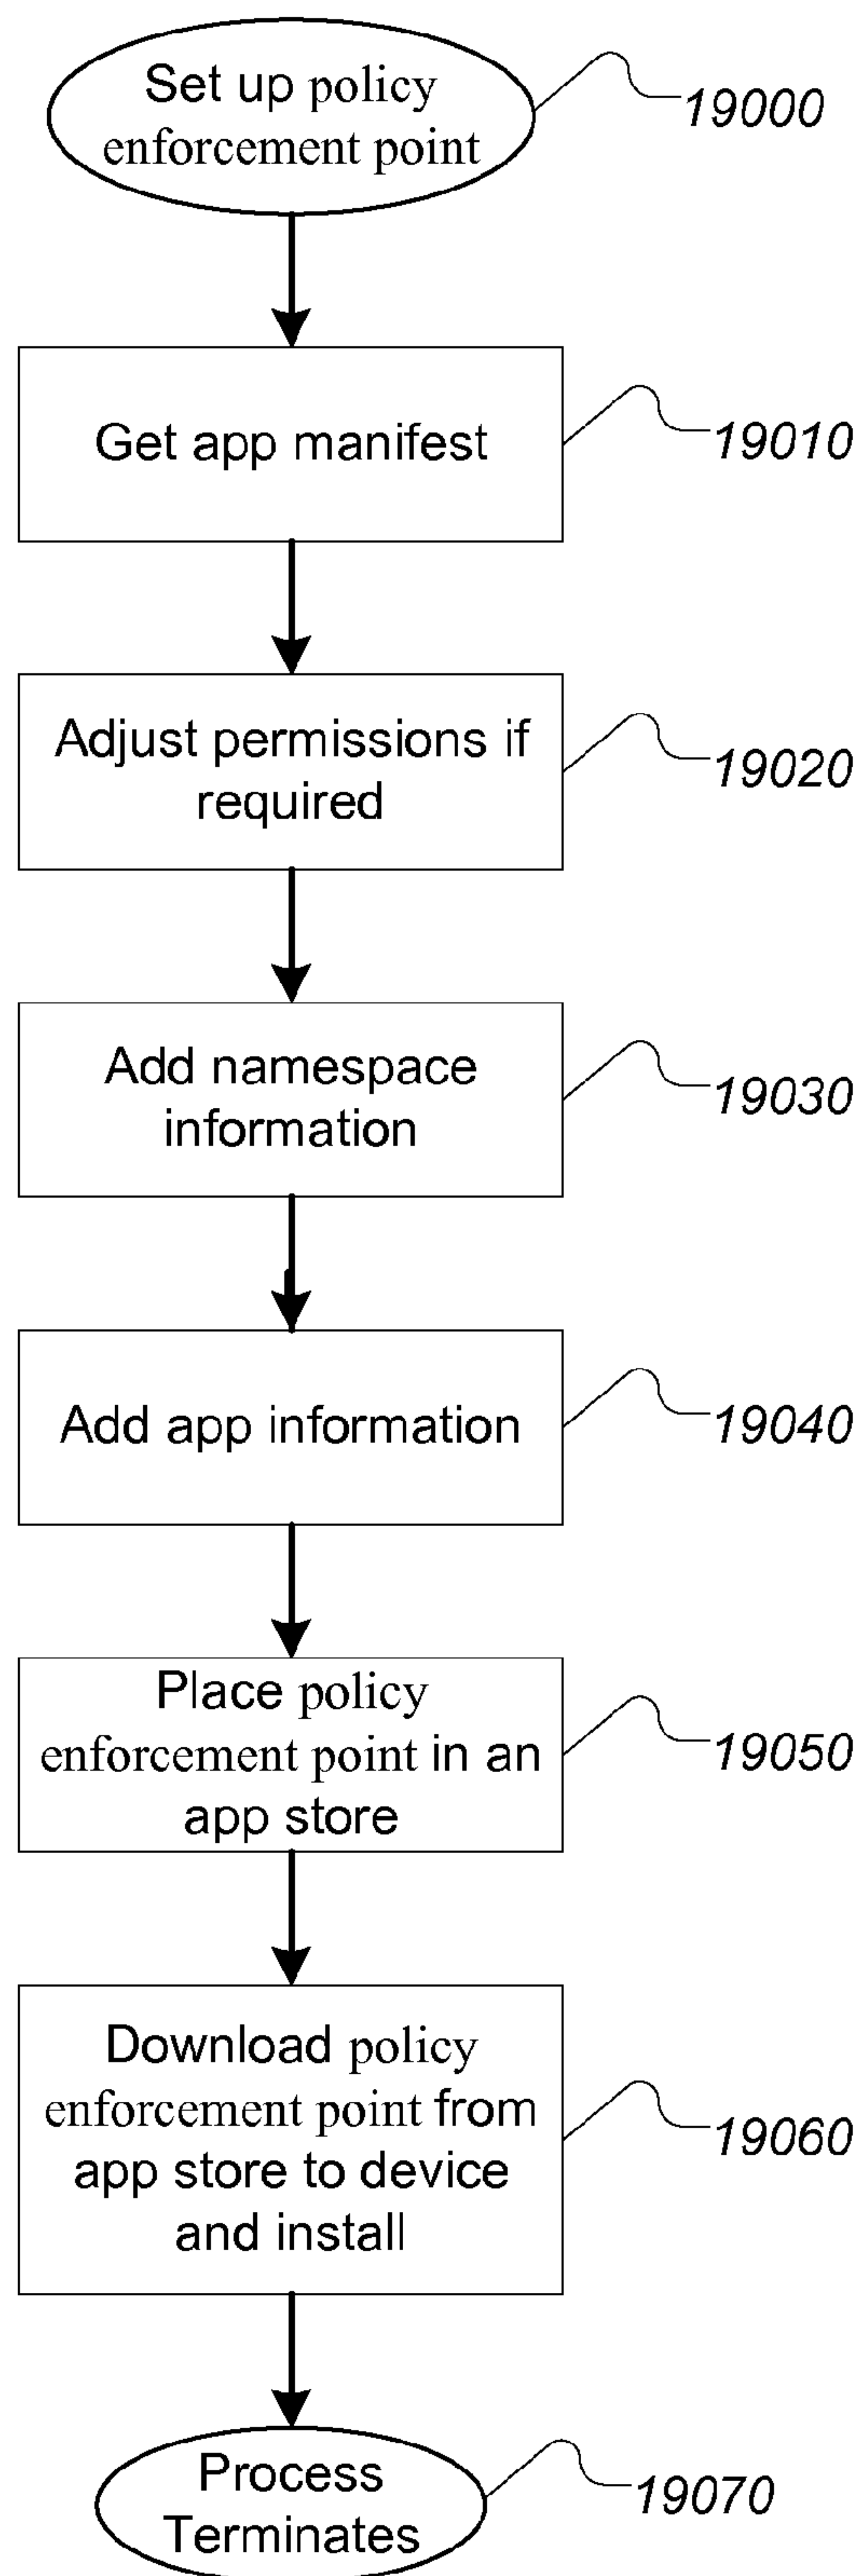 Set up policy
enforcement point
19000
Get app manifest
19010
Adjust permissions if
required
19020
Add namespace
information
19030
Add app information
19040
Place policy
enforcement point in an
app store
19050
Download policy
enforcement point from
app store to device
and install
19060
Process
Terminates
19070